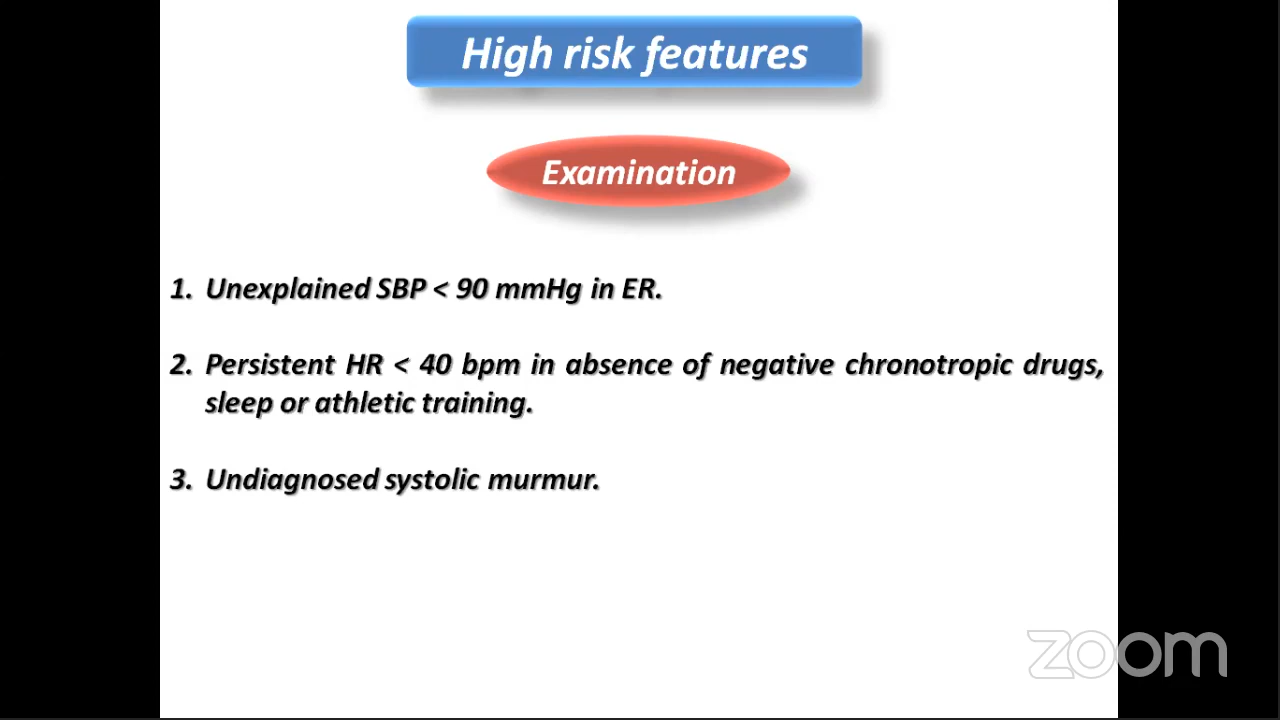 High risk features
Examination
1. Unexplained SBP < 90 mmHg in ER.
2. Persistent HR < 40 bpm in absence of negative chronotropic drugs,
sleep or athletic training.
3. Undiagnosed systolic murmur.
zoom